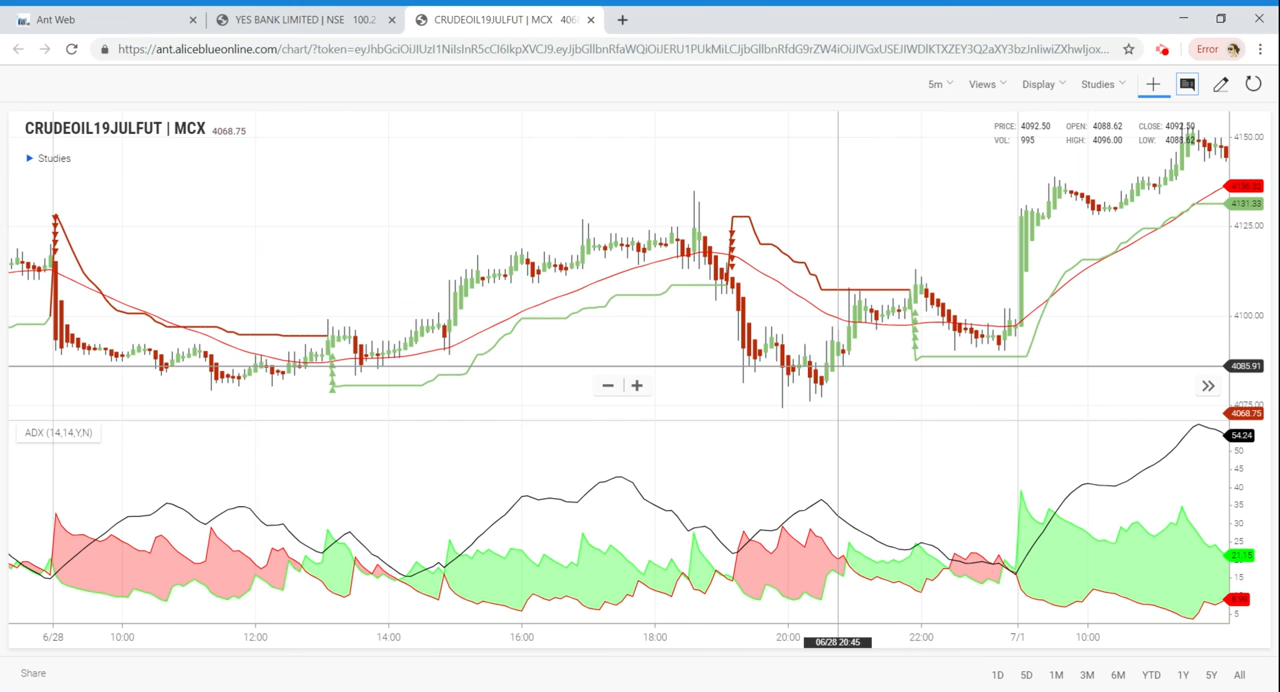 Ant Web
YES BANK LIMITED | NSE 100.2
CRUDEOIL19JULFUT | MCX 406
Error
5m Views Display Studies
CRUDEOIL19JULFUT | MCX 4068.75
Studies
PRICE: 4092.50 OPEN: 4088.62 CLOSE: 4092.50
VOL: 995 HIGH: 4096.00 LOW: 4088.62
4150.00
4131.33
4125.00
4100.00
4085.91
4075.00
4068.75
ADX (14,14,Y,N)
54.24
50
45
40
35
30
25
21.15
15
5
6/28 10:00 12:00 14:00 16:00 18:00 20:00 22:00 7/1 10:00
06/28 20:45
Share
1D 5D 1M 3M 6M YTD 1Y 5Y All